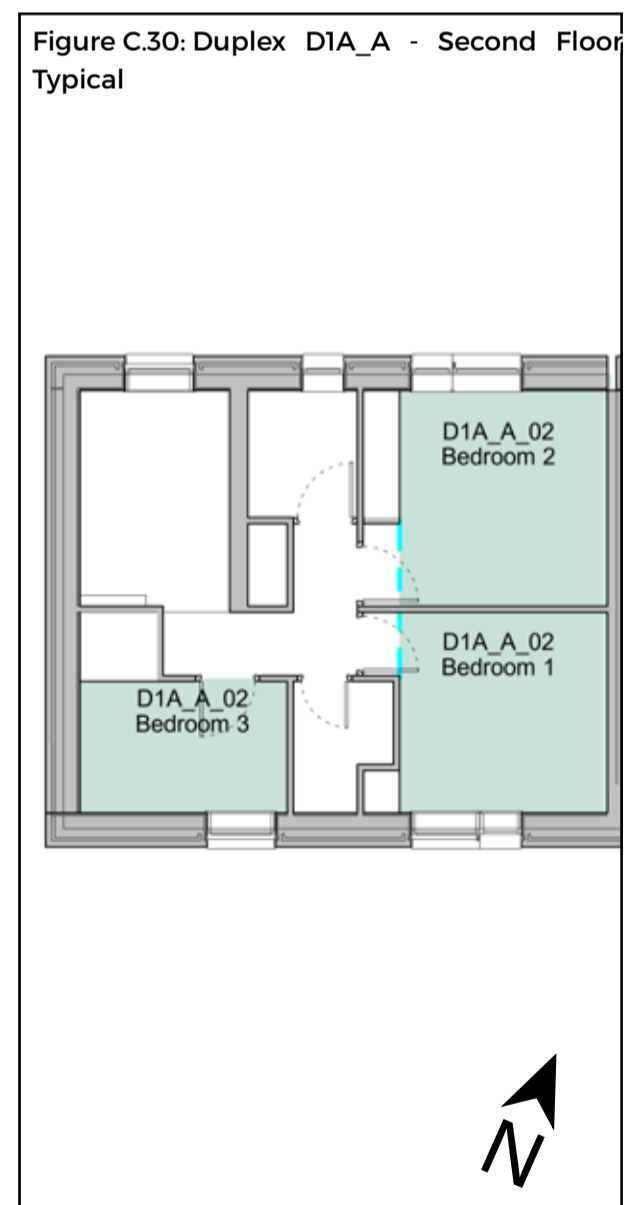 Figure C.30: Duplex D1A_A - Second Floor
Typical
D1A_A_02
Bedroom 2
D1A_A_02
Bedroom 1
D1A_A_02
Bedroom 3
N